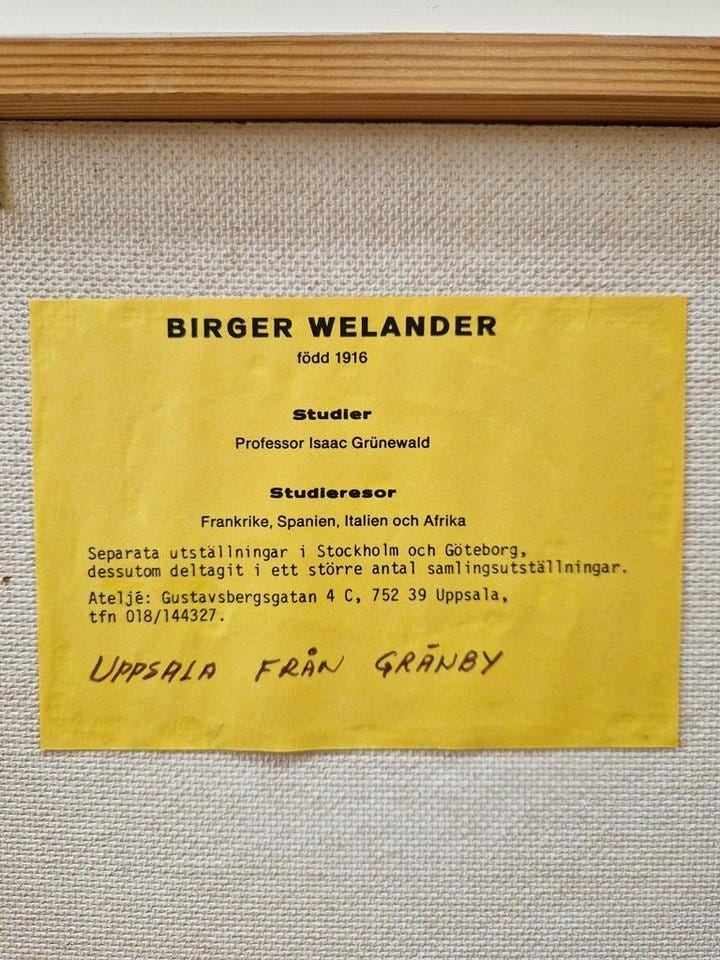 BIRGER WELANDER
född 1916
Studier
Professor Isaac Grünewald
Studieresor
Frankrike, Spanien, Italien och Afrika
Separata utställningar i Stockholm och Göteborg,
dessutom deltagit i ett större antal samlingsutställningar.
Ateljé: Gustavsbergsgatan 4 C, 752 39 Uppsala,
tfn 018/144327.
UPPSALA FRÅN GRÄNBY